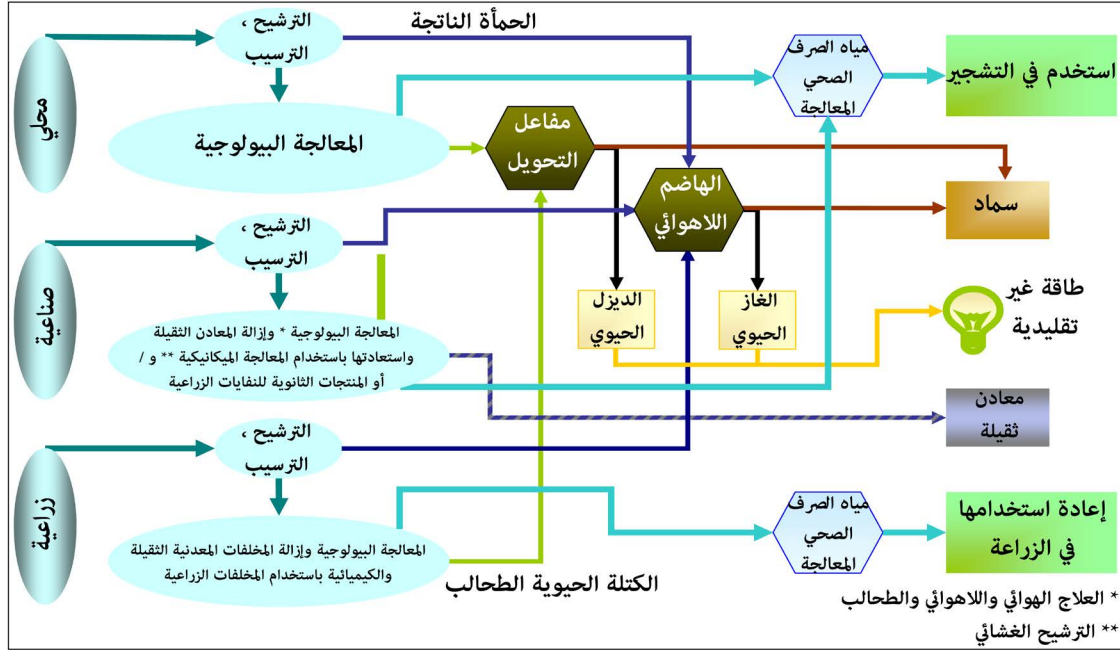 الحمأة الناتجة
محلي
الترشيح ،
الترسيب
المعالجة البيولوجية
مفاعل
التحويل
الهاضم
اللاهوائي
مياه الصرف
الصحي
المعالجة
استخدم في التشجير
سماد
صناعية
الترشيح ،
الترسيب
المعالجة البيولوجية * وإزالة المعادن الثقيلة
واستعادتها باستخدام المعالجة الميكانيكية ** و /
أو المنتجات الثانوية للنفايات الزراعية
الديزل
الحيوي
الغاز
الحيوي
طاقة غير
تقليدية
معادن
ثقيلة
زراعية
الترشيح ،
الترسيب
المعالجة البيولوجية وإزالة المخلفات المعدنية الثقيلة
والكيميائية باستخدام المخلفات الزراعية
الكتلة الحيوية الطحالب
مياه الصرف
الصحي
المعالجة
إعادة استخدامها
في الزراعة
* العلاج الهوائي واللاهوائي والطحالب
** الترشيح الغشائي